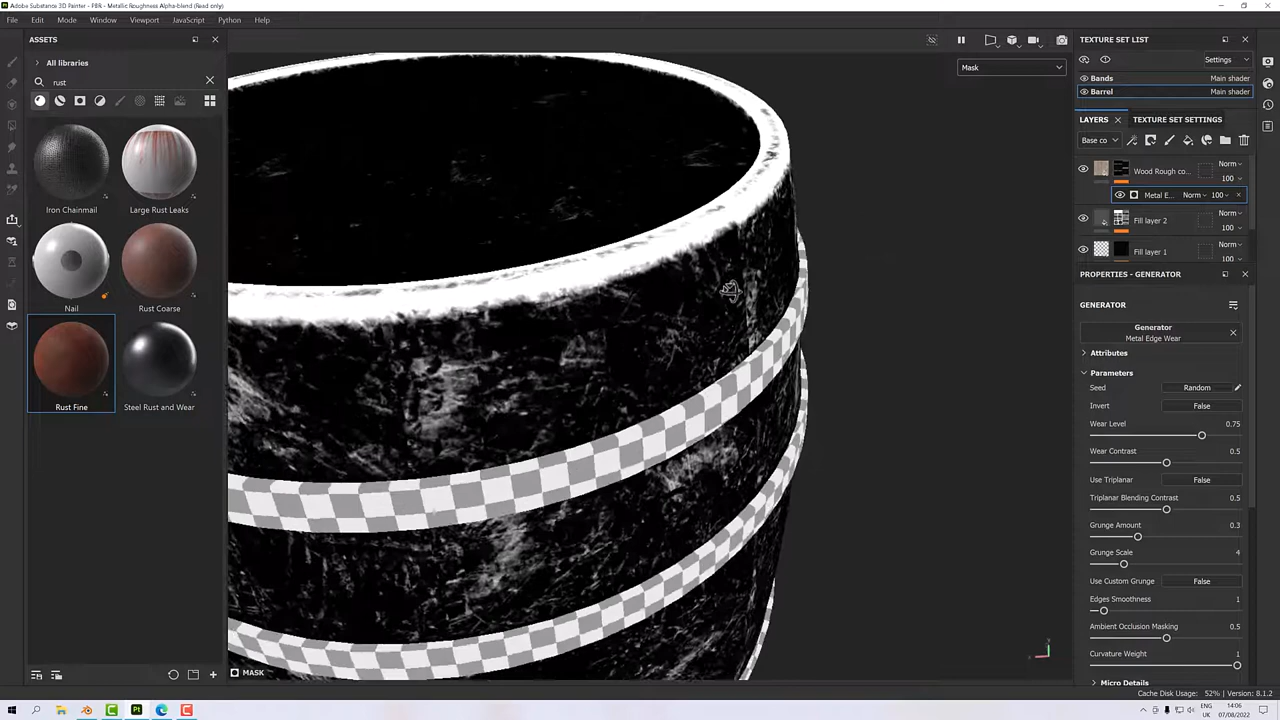 Adobe Substance 3D Painter - PBR - Metallic Roughness Alpha-blend (Read only)
File Edit Mode Window Viewport JavaScript Python Help
ASSETS
All libraries
rust
Iron Chainmail
Large Rust Leaks
Nail
Rust Coarse
Rust Fine
Steel Rust and Wear
Mask
MASK
TEXTURE SET LIST
Settings
Bands Main shader
Barrel Main shader
LAYERS TEXTURE SET SETTINGS
Base co
Wood Rough co... Norm
100
Metal E... Norm 100
Fill layer 2 Norm
100
Fill layer 1 Norm
100
PROPERTIES - GENERATOR
GENERATOR
Generator
Metal Edge Wear
Attributes
Parameters
Seed Random
Invert False
Wear Level 0.75
Wear Contrast 0.5
Use Triplanar False
Triplanar Blending Contrast 0.5
Grunge Amount 0.3
Grunge Scale 4
Use Custom Grunge False
Edges Smoothness 1
Ambient Occlusion Masking 0.5
Curvature Weight 1
Micro Details
Cache Disk Usage: 52% | Version: 8.1.2
ENG
UK
14:06
07/08/2022